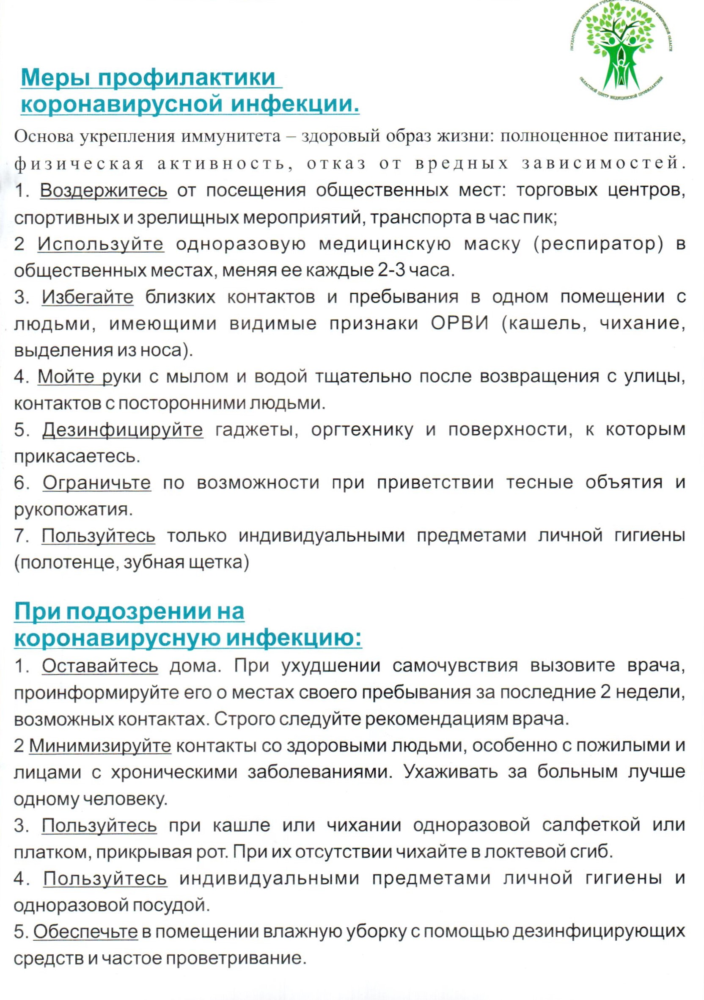 ГОСУДАРСТВЕННОЕ БЮДЖЕТНОЕ УЧРЕЖДЕНИЕ ЗДРАВООХРАНЕНИЯ КЕМЕРОВСКОЙ ОБЛАСТИ
ОБЛАСТНОЙ ЦЕНТР МЕДИЦИНСКОЙ ПРОФИЛАКТИКИ
Меры профилактики
коронавирусной инфекции.
Основа укрепления иммунитета – здоровый образ жизни: полноценное питание,
физическая активность, отказ от вредных зависимостей.
1. Воздержитесь от посещения общественных мест: торговых центров,
спортивных и зрелищных мероприятий, транспорта в час пик;
2 Используйте одноразовую медицинскую маску (респиратор) в
общественных местах, меняя ее каждые 2-3 часа.
3. Избегайте близких контактов и пребывания в одном помещении с
людьми, имеющими видимые признаки ОРВИ (кашель, чихание,
выделения из носа).
4. Мойте руки с мылом и водой тщательно после возвращения с улицы,
контактов с посторонними людьми.
5. Дезинфицируйте гаджеты, оргтехнику и поверхности, к которым
прикасаетесь.
6. Ограничьте по возможности при приветствии тесные объятия и
рукопожатия.
7. Пользуйтесь только индивидуальными предметами личной гигиены
(полотенце, зубная щетка)
При подозрении на
коронавирусную инфекцию:
1. Оставайтесь дома. При ухудшении самочувствия вызовите врача,
проинформируйте его о местах своего пребывания за последние 2 недели,
возможных контактах. Строго следуйте рекомендациям врача.
2 Минимизируйте контакты со здоровыми людьми, особенно с пожилыми и
лицами с хроническими заболеваниями. Ухаживать за больным лучше
одному человеку.
3. Пользуйтесь при кашле или чихании одноразовой салфеткой или
платком, прикрывая рот. При их отсутствии чихайте в локтевой сгиб.
4. Пользуйтесь индивидуальными предметами личной гигиены и
одноразовой посудой.
5. Обеспечьте в помещении влажную уборку с помощью дезинфицирующих
средств и частое проветривание.